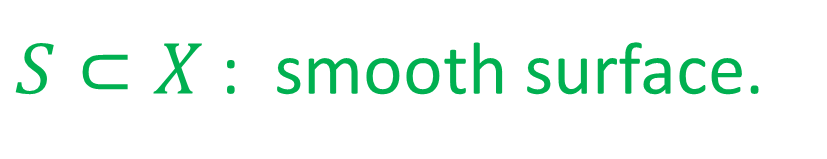 S ⊂ X : smooth surface.